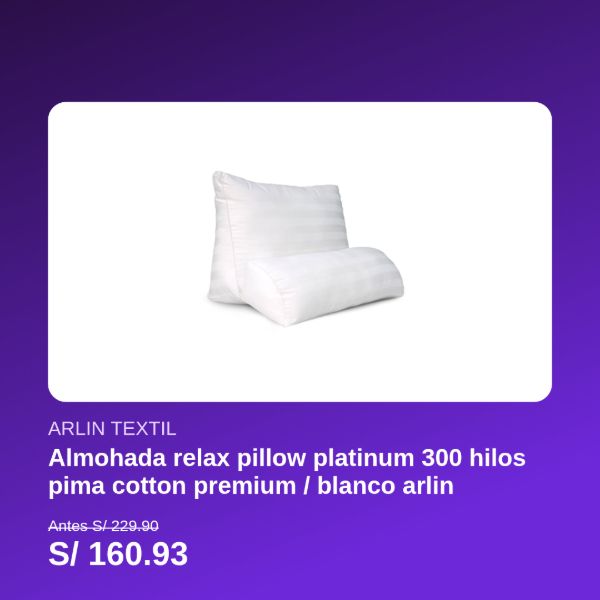 ARLIN TEXTIL
Almohada relax pillow platinum 300 hilos
pima cotton premium / blanco arlin
Antes S/ 229.90
S/ 160.93